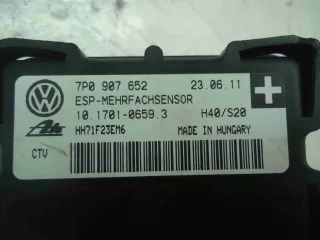 7P0 907 652 23.06.11
ESP-MEHRFACHSENSOR
10.1701-0659.3 H40/S20
Ate HH71F23EM6 MADE IN HUNGARY
CTV